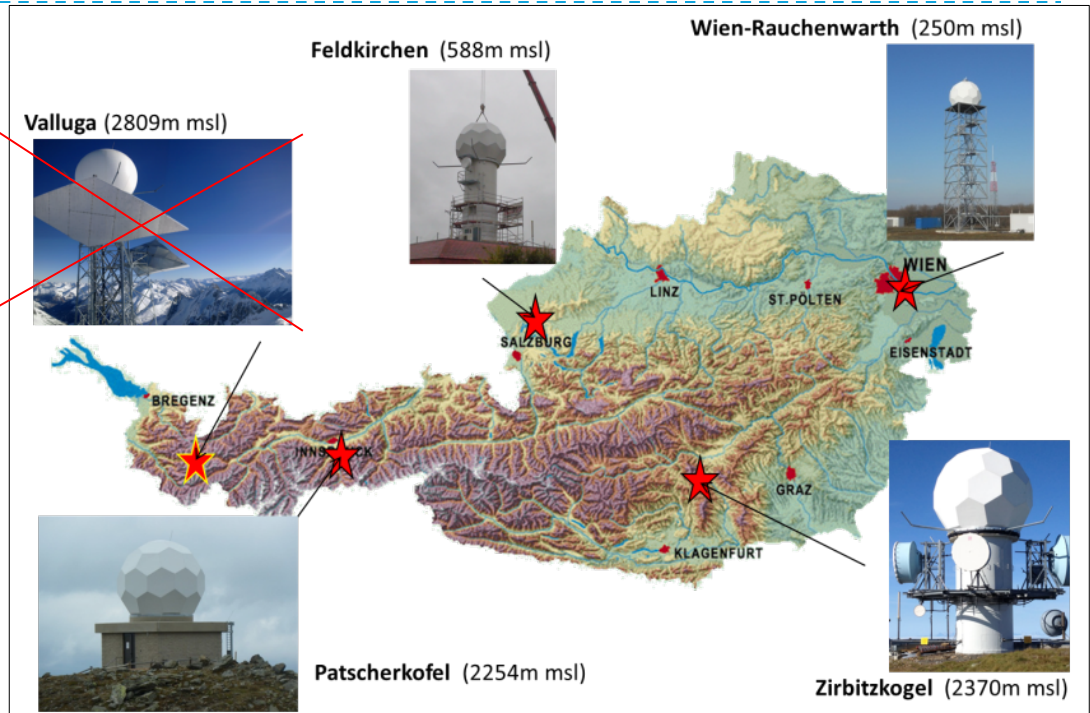 Wien-Rauchenwarth (250m msl)
Feldkirchen (588m msl)
Valluga (2809m msl)
WIEN
LINZ
ST.POLTEN
SALZBURG
EISENSTADT
BREGENZ
GRAZ
KLAGENFURT
Patscherkofel (2254m msl)
Zirbitzkogel (2370m msl)